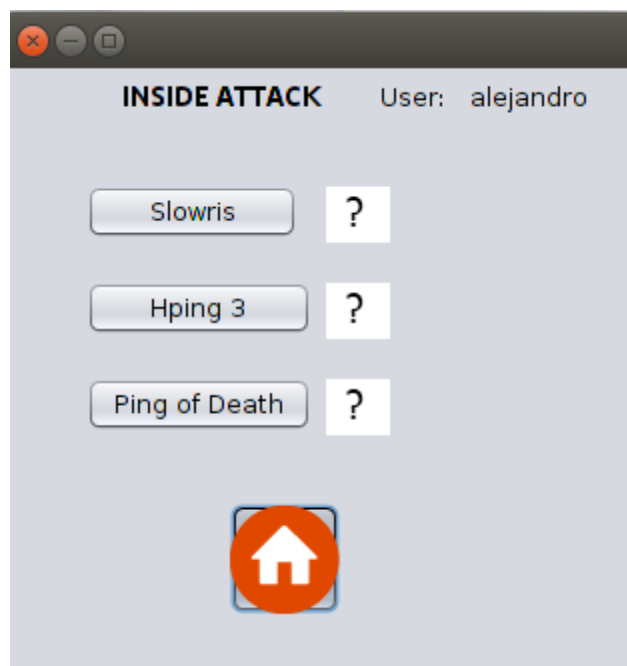 INSIDE ATTACK User: alejandro
Slowris ?
Hping 3 ?
Ping of Death ?